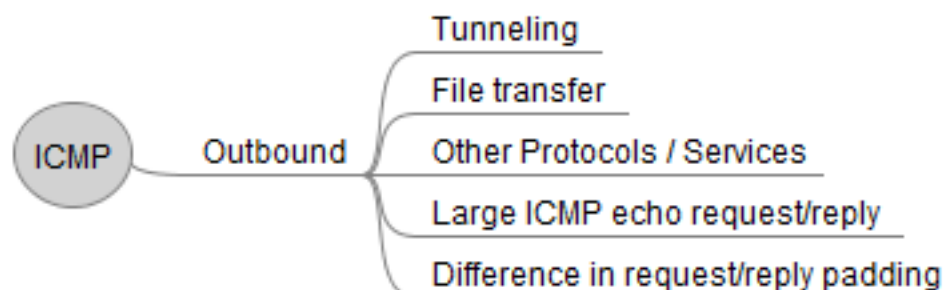 Tunneling
File transfer
ICMP
Outbound
Other Protocols / Services
Large ICMP echo request/reply
Difference in request/reply padding